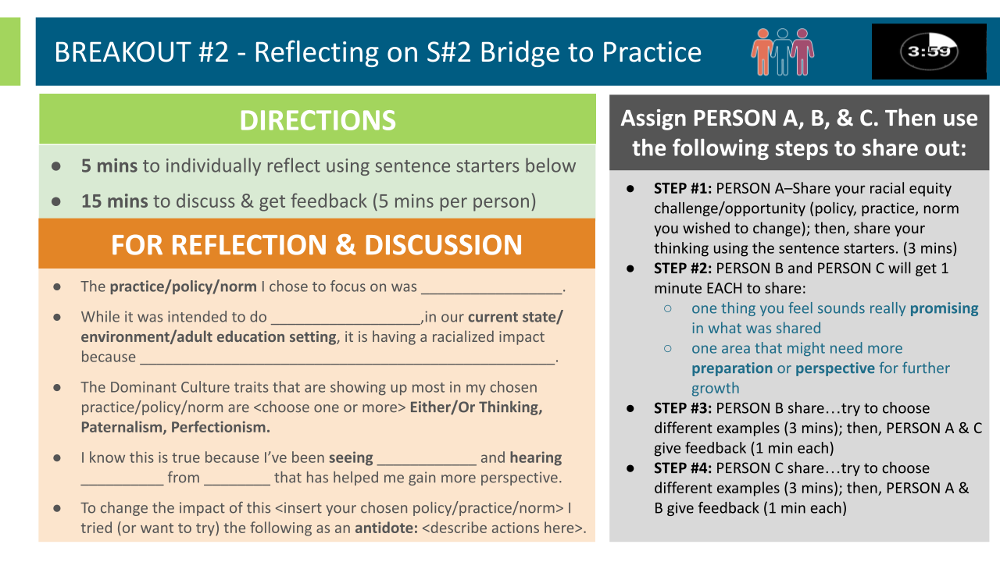 BREAKOUT #2 - Reflecting on S#2 Bridge to Practice
3:59
DIRECTIONS
● 5 mins to individually reflect using sentence starters below
● 15 mins to discuss & get feedback (5 mins per person)
FOR REFLECTION & DISCUSSION
● The practice/policy/norm I chose to focus on was _________________.
● While it was intended to do __________________,in our current state/
environment/adult education setting, it is having a racialized impact
because __________________________________________________.
● The Dominant Culture traits that are showing up most in my chosen
practice/policy/norm are <choose one or more> Either/Or Thinking,
Paternalism, Perfectionism.
● I know this is true because I’ve been seeing ____________ and hearing
__________ from ________ that has helped me gain more perspective.
● To change the impact of this <insert your chosen policy/practice/norm> I
tried (or want to try) the following as an antidote: <describe actions here>.
Assign PERSON A, B, & C. Then use
the following steps to share out:
● STEP #1: PERSON A–Share your racial equity
challenge/opportunity (policy, practice, norm
you wished to change); then, share your
thinking using the sentence starters. (3 mins)
● STEP #2: PERSON B and PERSON C will get 1
minute EACH to share:
○ one thing you feel sounds really promising
in what was shared
○ one area that might need more
preparation or perspective for further
growth
● STEP #3: PERSON B share…try to choose
different examples (3 mins); then, PERSON A & C
give feedback (1 min each)
● STEP #4: PERSON C share…try to choose
different examples (3 mins); then, PERSON A &
B give feedback (1 min each)